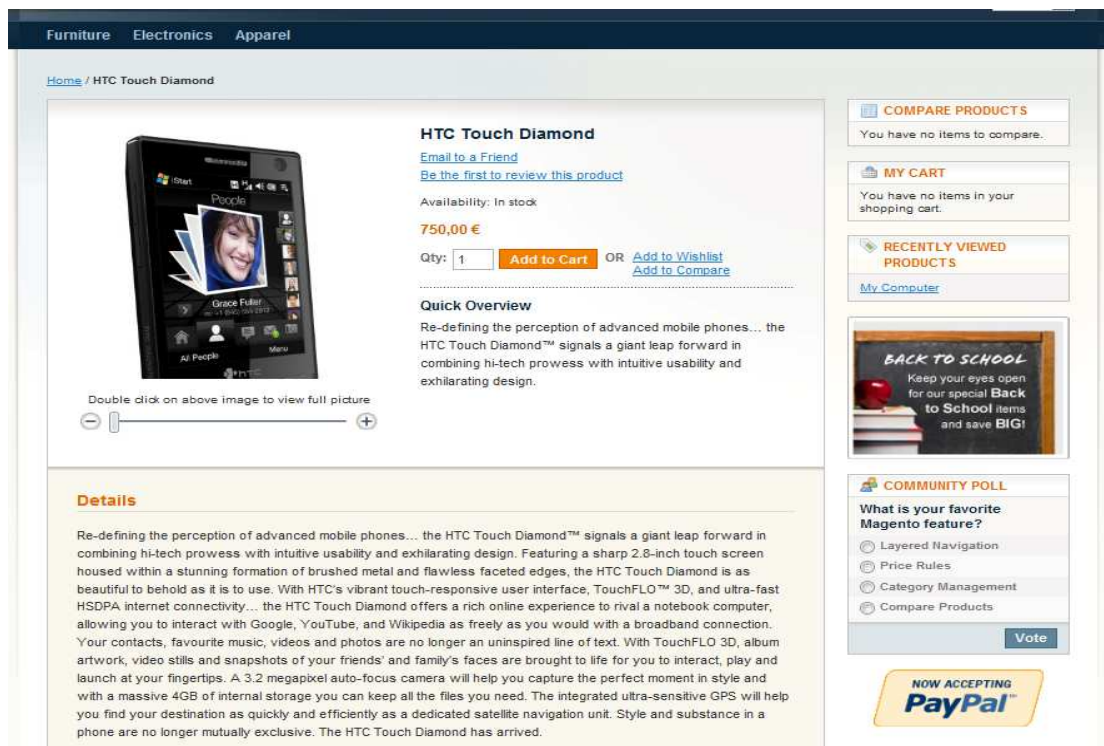 Furniture Electronics Apparel
Home / HTC Touch Diamond
HTC Touch Diamond
Email to a Friend
Be the first to review this product
Availability: In stock
750,00 €
Qty: 1 Add to Cart OR Add to Wishlist
Add to Compare
Quick Overview
Re-defining the perception of advanced mobile phones... the
HTC Touch Diamond™ signals a giant leap forward in
combining hi-tech prowess with intuitive usability and
exhilarating design.
Start
People
Grace Fuller
All People
Menu
htc
Double click on above image to view full picture
Details
Re-defining the perception of advanced mobile phones... the HTC Touch Diamond™ signals a giant leap forward in
combining hi-tech prowess with intuitive usability and exhilarating design. Featuring a sharp 2.8-inch touch screen
housed within a stunning formation of brushed metal and flawless faceted edges, the HTC Touch Diamond is as
beautiful to behold as it is to use. With HTC's vibrant touch-responsive user interface, TouchFLO™ 3D, and ultra-fast
HSDPA internet connectivity... the HTC Touch Diamond offers a rich online experience to rival a notebook computer,
allowing you to interact with Google, YouTube, and Wikipedia as freely as you would with a broadband connection.
Your contacts, favourite music, videos and photos are no longer an uninspired line of text. With TouchFLO 3D, album
artwork, video stills and snapshots of your friends' and family's faces are brought to life for you to interact, play and
launch at your fingertips. A 3.2 megapixel auto-focus camera will help you capture the perfect moment in style and
with a massive 4GB of internal storage you can keep all the files you need. The integrated ultra-sensitive GPS will help
you find your destination as quickly and efficiently as a dedicated satellite navigation unit. Style and substance in a
phone are no longer mutually exclusive. The HTC Touch Diamond has arrived.
COMPARE PRODUCTS
You have no items to compare.
MY CART
You have no items in your
shopping cart.
RECENTLY VIEWED
PRODUCTS
My Computer
BACK TO SCHOOL
Keep your eyes open
for our special Back
to School items
and save BIG!
COMMUNITY POLL
What is your favorite
Magento feature?
Layered Navigation
Price Rules
Category Management
Compare Products
Vote
NOW ACCEPTING
PayPal™